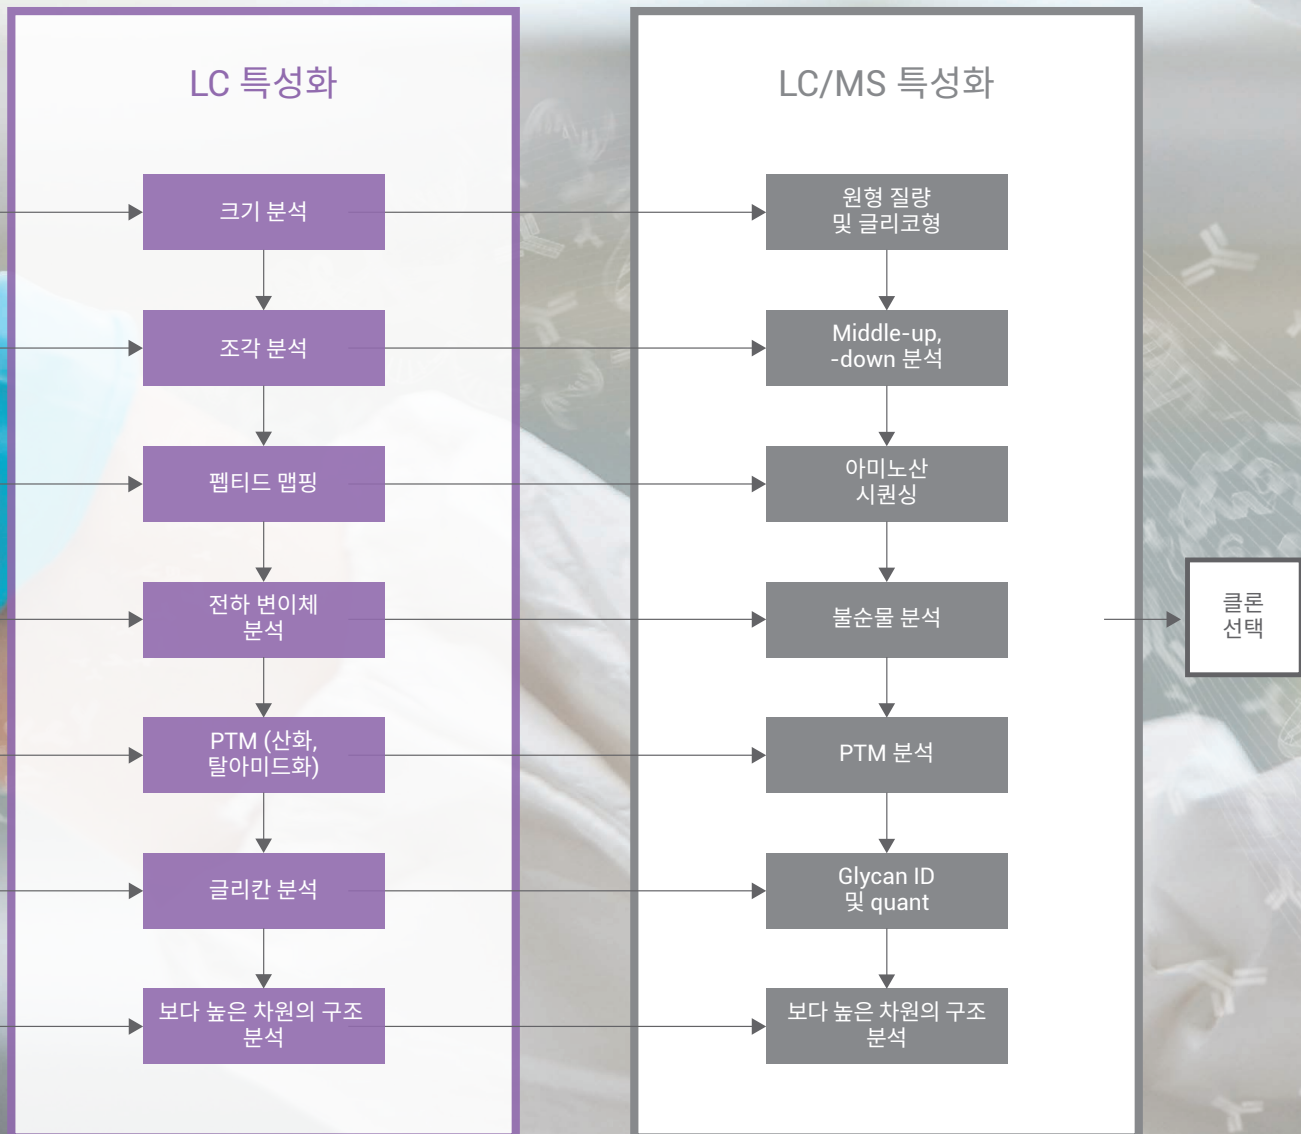 LC 특성화
크기 분석
조각 분석
펩티드 맵핑
전하 변이체
분석
PTM (산화,
탈아미드화)
글리칸 분석
보다 높은 차원의 구조
분석
LC/MS 특성화
원형 질량
및 글리코형
Middle-up,
-down 분석
아미노산
시퀀싱
불순물 분석
PTM 분석
Glycan ID
및 quant
보다 높은 차원의 구조
분석
클론
선택